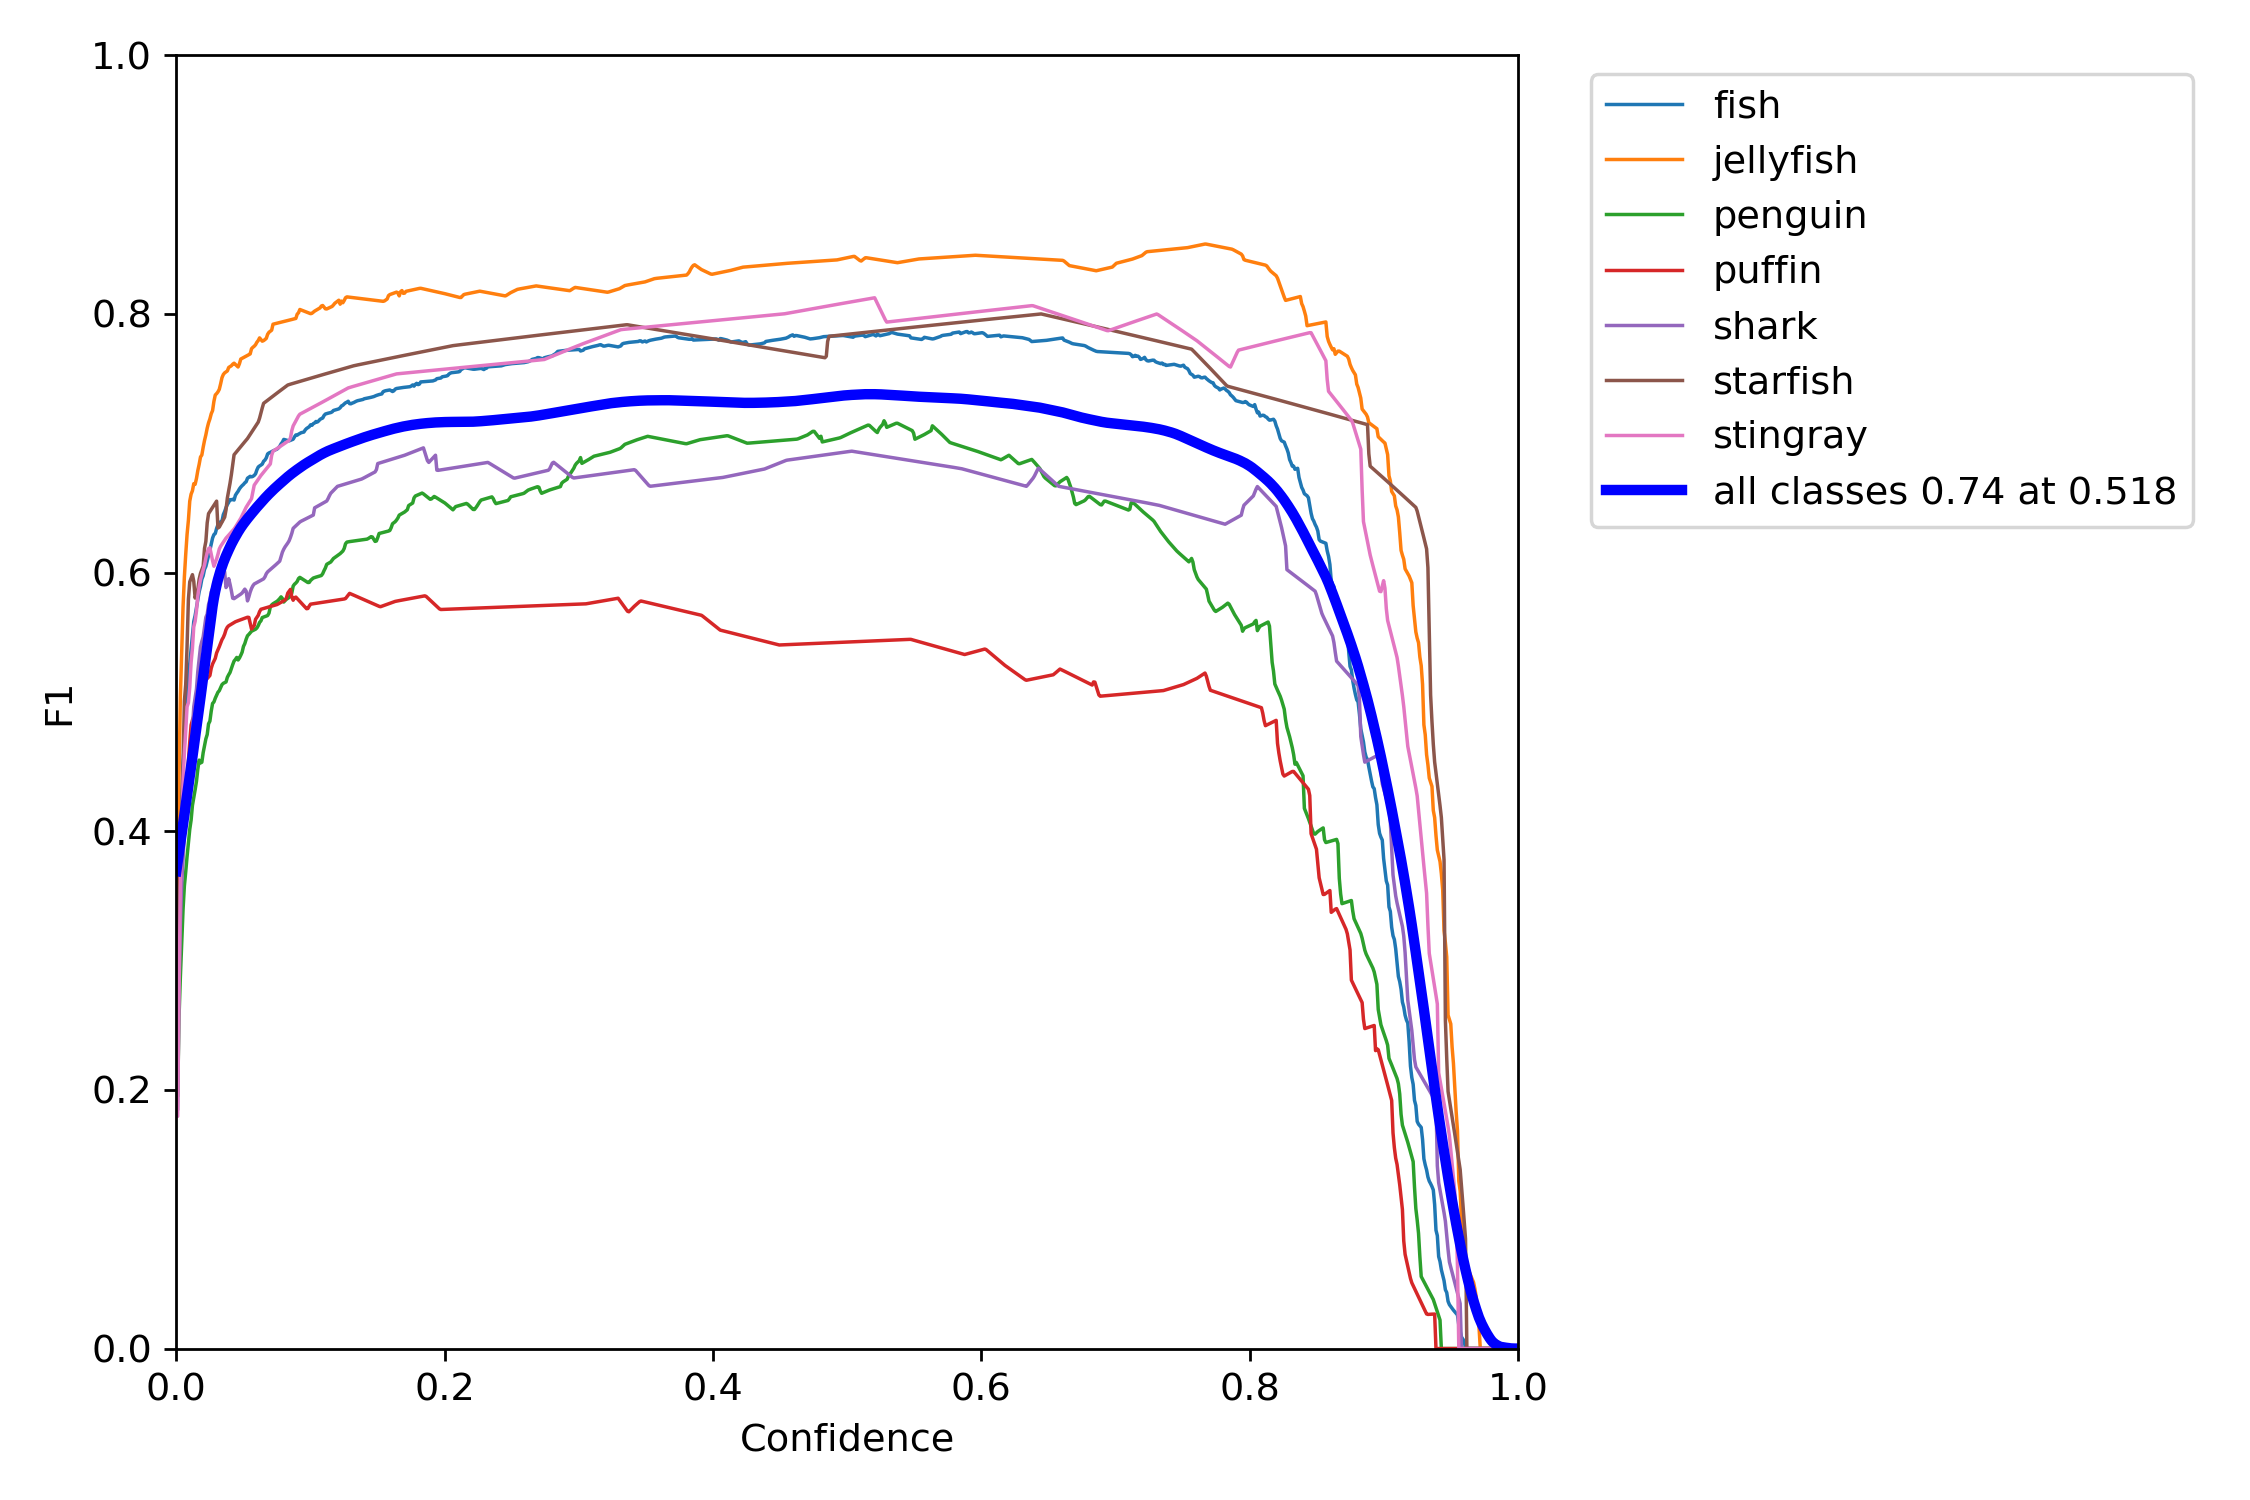 1.0
0.8
0.6
0.4
0.2
0.0
F1
0.0 0.2 0.4 0.6 0.8 1.0
Confidence
fish
jellyfish
penguin
puffin
shark
starfish
stingray
all classes 0.74 at 0.518